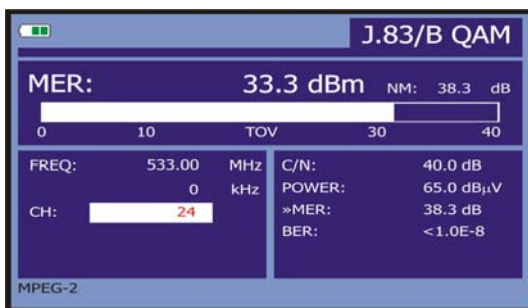 J.83/B QAM
MER: 33.3 dBm NM: 38.3 dB
0 10 TOV 30 40
FREQ: 533.00 MHz
0 kHz
CH: 24
C/N: 40.0 dB
POWER: 65.0 dBµV
»MER: 38.3 dB
BER: <1.0E-8
MPEG-2